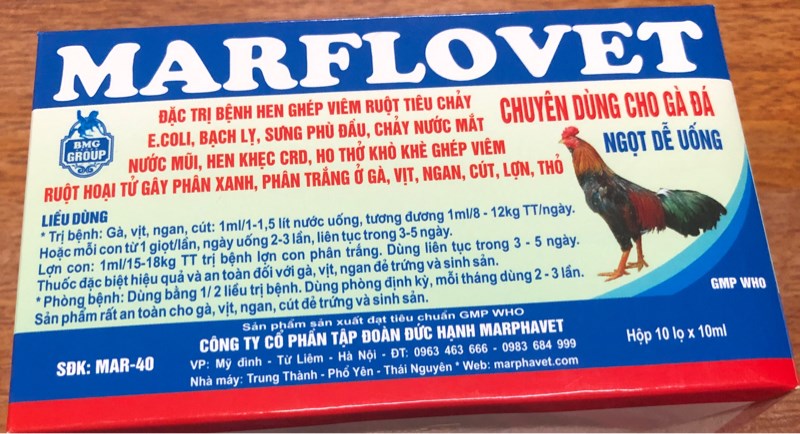 MARFLOVET
ĐẶC TRỊ BỆNH HEN GHÉP VIÊM RUỘT TIÊU CHẢY
E.COLI, BẠCH LỴ, SƯNG PHÙ ĐẦU, CHẢY NƯỚC MẮT
NƯỚC MŨI, HEN KHẸC CRD, HO THỞ KHÒ KHÈ GHÉP VIÊM
RUỘT HOẠI TỬ GÂY PHÂN XANH, PHÂN TRẮNG Ở GÀ, VỊT, NGAN, CÚT, LỢN, THỎ
CHUYÊN DÙNG CHO GÀ ĐÁ
NGỌT DỄ UỐNG
BMG
GROUP
LIỀU DÙNG
* Trị bệnh: Gà, vịt, ngan, cút: 1ml/1-1,5 lít nước uống, tương đương 1ml/8 - 12kg TT/ngày.
Hoặc mỗi con từ 1 giọt/lần, ngày uống 2-3 lần, liên tục trong 3-5 ngày.
Lợn con: 1ml/15-18kg TT trị bệnh lợn con phân trắng. Dùng liên tục trong 3 - 5 ngày.
Thuốc đặc biệt hiệu quả và an toàn đối với gà, vịt, ngan đẻ trứng và sinh sản.
* Phòng bệnh: Dùng bằng 1/2 liều trị bệnh. Dùng phòng định kỳ, mỗi tháng dùng 2 - 3 lần.
Sản phẩm rất an toàn cho gà, vịt, ngan, cút đẻ trứng và sinh sản.
GMP WHO
Sản phẩm sản xuất đạt tiêu chuẩn GMP WHO
CÔNG TY CỔ PHẦN TẬP ĐOÀN ĐỨC HẠNH MARPHAVET
VP: Mỹ đình - Từ Liêm - Hà Nội - ĐT: 0963 463 666 - 0983 684 999
Nhà máy: Trung Thành - Phổ Yên - Thái Nguyên * Web: marphavet.com
SĐK: MAR-40
Hộp 10 lọ x 10ml